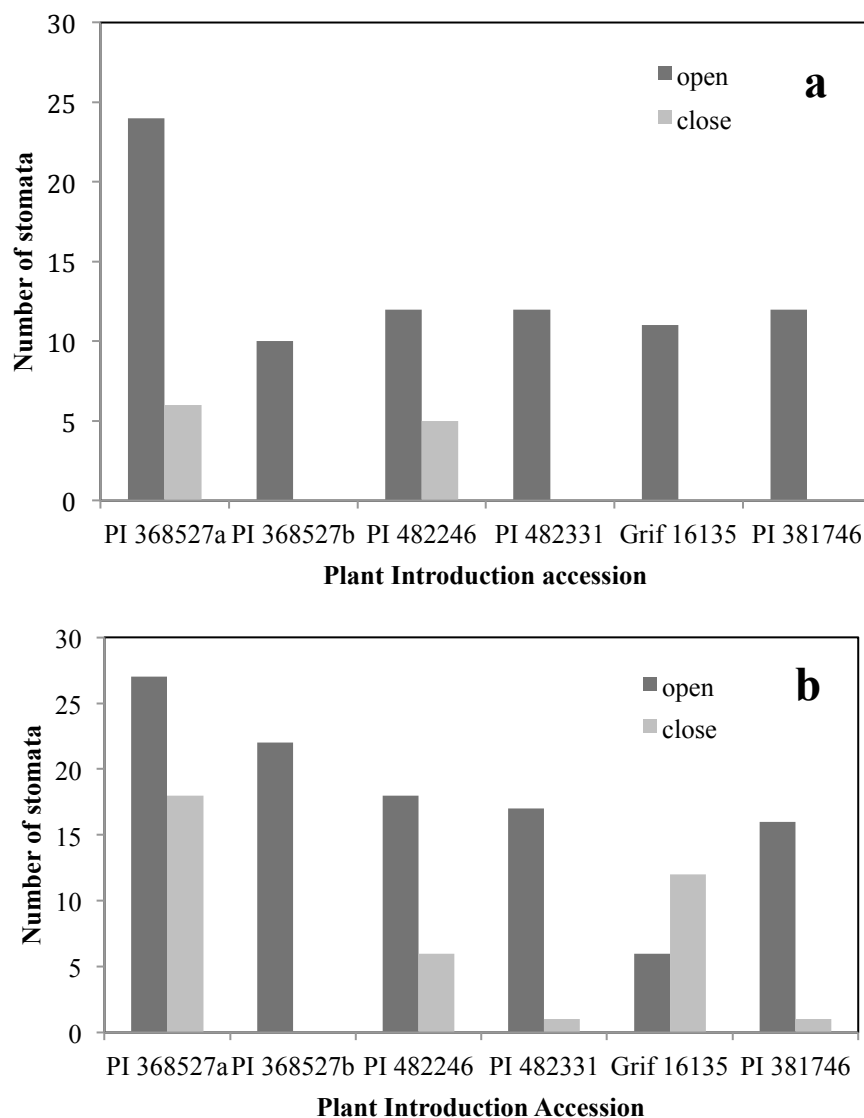 30
25
20
15
10
5
0
Number of stomata
open
close
a
PI 368527a PI 368527b PI 482246 PI 482331 Grif 16135 PI 381746
Plant Introduction accession
30
25
20
15
10
5
0
Number of stomata
open
close
b
PI 368527a PI 368527b PI 482246 PI 482331 Grif 16135 PI 381746
Plant Introduction Accession